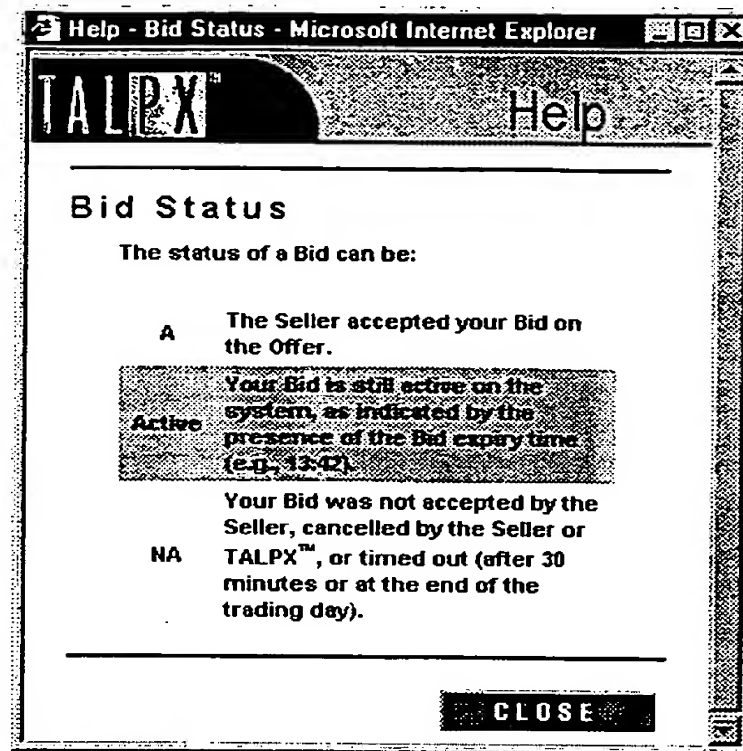 Help - Bid Status - Microsoft Internet Explorer
TALPX™
Help
Bid Status
The status of a Bid can be:
A
The Seller accepted your Bid on
the Offer.
Active
Your Bid is still active on the
system, as indicated by the
presence of the Bid expiry time
(e.g., 13:42).
NA
Your Bid was not accepted by the
Seller, cancelled by the Seller or
TALPX™, or timed out (after 30
minutes or at the end of the
trading day).
CLOSE